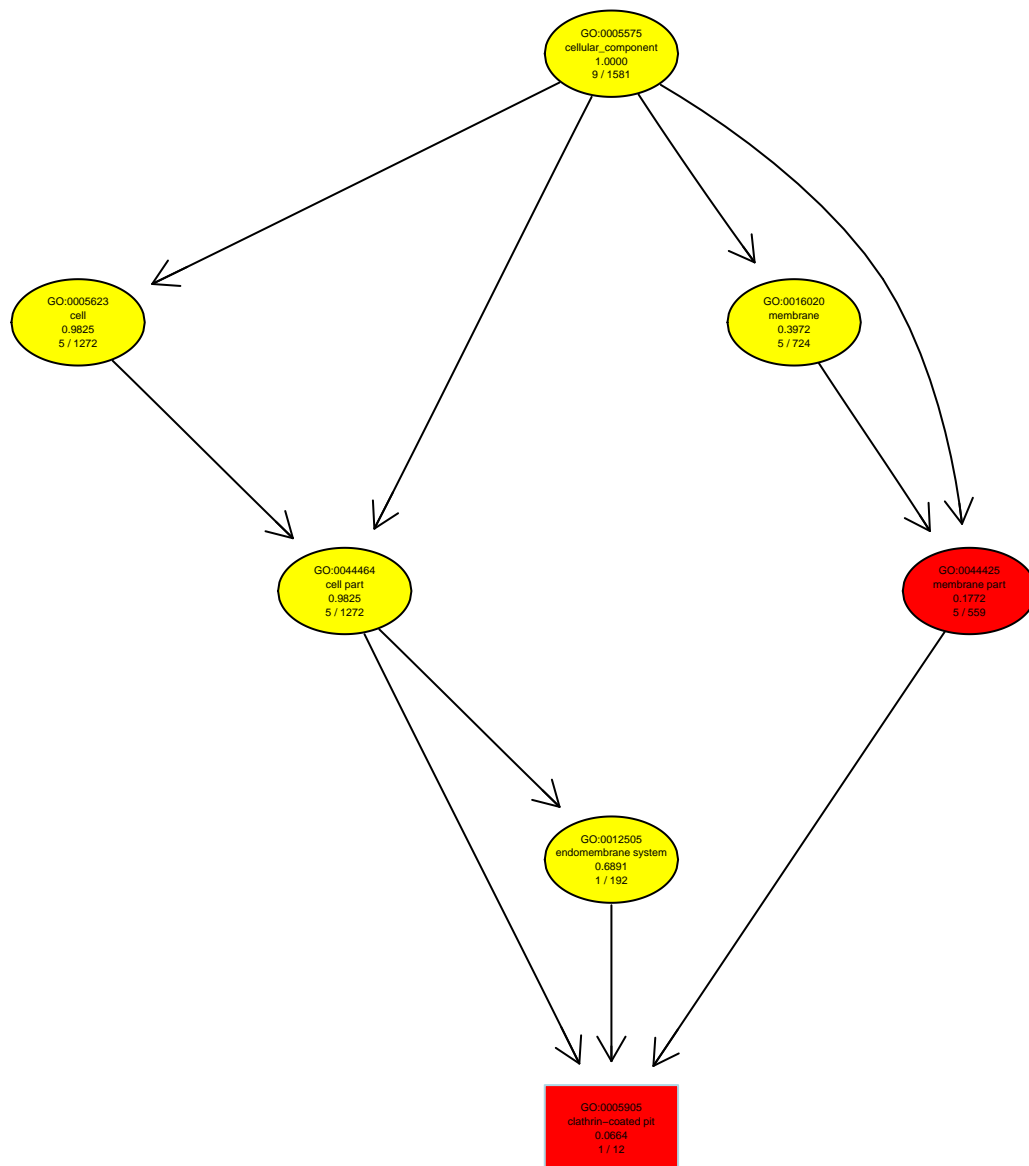 GO:0005575
cellular_component
1.0000
9 / 1581
GO:0005623
cell
0.9825
5 / 1272
GO:0016020
membrane
0.3972
5 / 724
GO:0044464
cell part
0.9825
5 / 1272
GO:0044425
membrane part
0.1772
5 / 559
GO:0012505
endomembrane system
0.6891
1 / 192
GO:0005905
clathrin−coated pit
0.0664
1 / 12